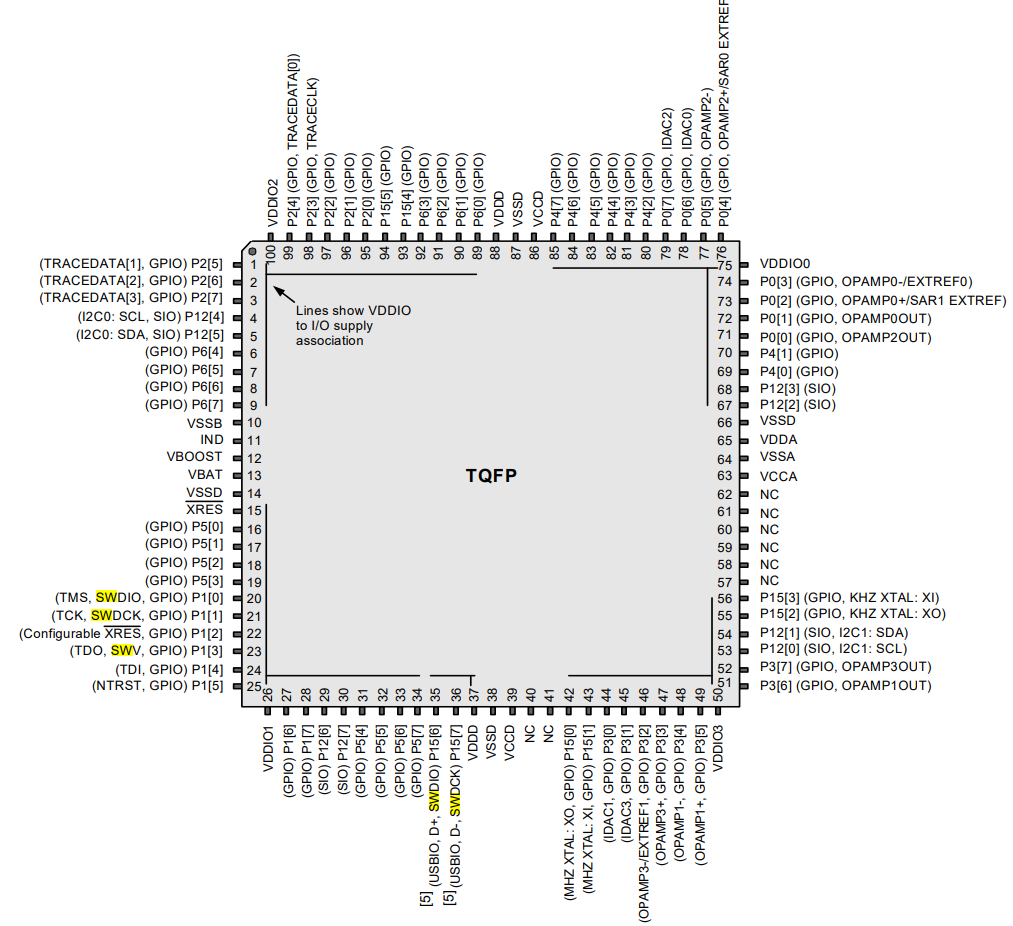 VDDIO2
P2[4] (GPIO, TRACEDATA[0])
P2[3] (GPIO, TRACECLK)
P2[2] (GPIO)
P2[1] (GPIO)
P2[0] (GPIO)
P15[5] (GPIO)
P15[4] (GPIO)
P6[3] (GPIO)
P6[2] (GPIO)
P6[1] (GPIO)
P6[0] (GPIO)
VDDD
VSSD
VCCD
P4[7] (GPIO)
P4[6] (GPIO)
P4[5] (GPIO)
P4[4] (GPIO)
P4[3] (GPIO)
P4[2] (GPIO)
P0[7] (GPIO, IDAC2)
P0[6] (GPIO, IDAC0)
P0[5] (GPIO, OPAMP2-)
P0[4] (GPIO, OPAMP2+/SAR0 EXTREF
100
99
98
97
96
95
94
93
92
91
90
89
88
87
86
85
84
83
82
81
80
79
78
77
76
(TRACEDATA[1], GPIO) P2[5] 1
(TRACEDATA[2], GPIO) P2[6] 2
(TRACEDATA[3], GPIO) P2[7] 3
(I2C0: SCL, SIO) P12[4] 4
(I2C0: SDA, SIO) P12[5] 5
(GPIO) P6[4] 6
(GPIO) P6[5] 7
(GPIO) P6[6] 8
(GPIO) P6[7] 9
VSSB 10
IND 11
VBOOST 12
VBAT 13
VSSD 14
XRES 15
(GPIO) P5[0] 16
(GPIO) P5[1] 17
(GPIO) P5[2] 18
(GPIO) P5[3] 19
(TMS, SWDIO, GPIO) P1[0] 20
(TCK, SWDCK, GPIO) P1[1] 21
(Configurable XRES, GPIO) P1[2] 22
(TDO, SWV, GPIO) P1[3] 23
(TDI, GPIO) P1[4] 24
(NTRST, GPIO) P1[5] 25
Lines show VDDIO
to I/O supply
association
TQFP
75 VDDIO0
74 P0[3] (GPIO, OPAMP0-/EXTREF0)
73 P0[2] (GPIO, OPAMP0+/SAR1 EXTREF)
72 P0[1] (GPIO, OPAMP0OUT)
71 P0[0] (GPIO, OPAMP2OUT)
70 P4[1] (GPIO)
69 P4[0] (GPIO)
68 P12[3] (SIO)
67 P12[2] (SIO)
66 VSSD
65 VDDA
64 VSSA
63 VCCA
62 NC
61 NC
60 NC
59 NC
58 NC
57 NC
56 P15[3] (GPIO, KHZ XTAL: XI)
55 P15[2] (GPIO, KHZ XTAL: XO)
54 P12[1] (SIO, I2C1: SDA)
53 P12[0] (SIO, I2C1: SCL)
52 P3[7] (GPIO, OPAMP3OUT)
51 P3[6] (GPIO, OPAMP1OUT)
26
27
28
29
30
31
32
33
34
35
36
37
38
39
40
41
42
43
44
45
46
47
48
49
50
VDDIO1
(GPIO) P1[6]
(GPIO) P1[7]
(SIO) P12[6]
(SIO) P12[7]
(GPIO) P5[4]
(GPIO) P5[5]
(GPIO) P5[6]
(GPIO) P5[7]
[5] (USBIO, D+, SWDIO) P15[6]
[5] (USBIO, D-, SWDCK) P15[7]
VDDD
VSSD
VCCD
NC
NC
(MHZ XTAL: XO, GPIO) P15[0]
(MHZ XTAL: XI, GPIO) P15[1]
(IDAC1, GPIO) P3[0]
(IDAC3, GPIO) P3[1]
(OPAMP3-/EXTREF1, GPIO) P3[2]
(OPAMP3+, GPIO) P3[3]
(OPAMP1-, GPIO) P3[4]
(OPAMP1+, GPIO) P3[5]
VDDIO3